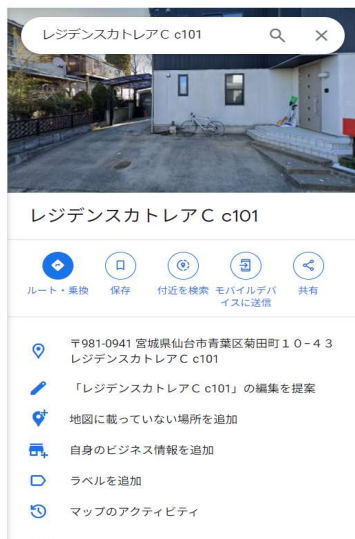 レジデンスカトレアC c101
レジデンスカトレアC c101
ルート・乗換
保存
付近を検索
モバイルデバ
イスに送信
共有
〒981-0941 宮城県仙台市青葉区菊田町10−43
レジデンスカトレアC c101
「レジデンスカトレアC c101」の編集を提案
地図に載っていない場所を追加
自身のビジネス情報を追加
ラベルを追加
マップのアクティビティ